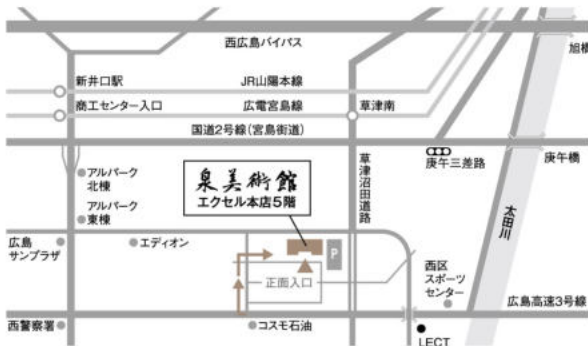 西広島バイパス
旭橋
新井口駅
JR山陽本線
商工センター入口
広電宮島線
草津南
国道2号線(宮島街道)
庚午三差路
庚午橋
アルパーク
北棟
泉美術館
エクセル本店5階
草津沼田道路
アルパーク
東棟
太田川
広島
サンプラザ
エディオン
P
正面入口
西区
スポーツ
センター
広島高速3号線
西警察署
コスモ石油
LECT